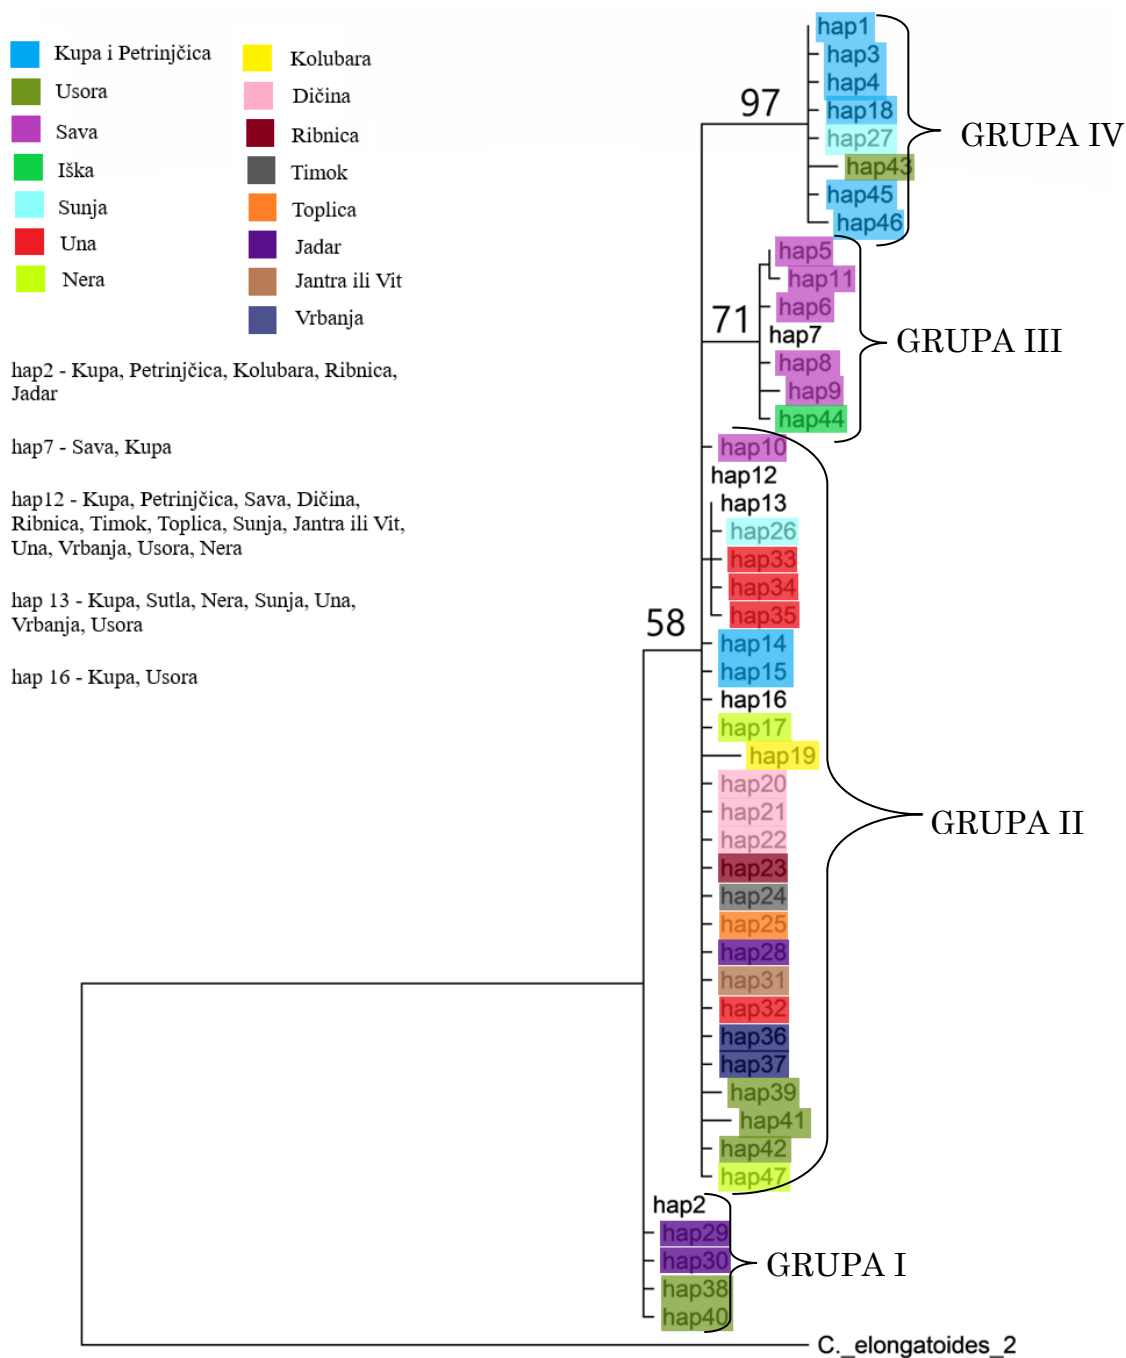 Kupa i Petrinjčica
Usora
Sava
Iška
Sunja
Una
Nera
Kolubara
Dičina
Ribnica
Timok
Toplica
Jadar
Jantra ili Vit
Vrbanja
hap2 - Kupa, Petrinjčica, Kolubara, Ribnica,
Jadar
hap7 - Sava, Kupa
hap12 - Kupa, Petrinjčica, Sava, Dičina,
Ribnica, Timok, Toplica, Sunja, Jantra ili Vit,
Una, Vrbanja, Usora, Nera
hap 13 - Kupa, Sutla, Nera, Sunja, Una,
Vrbanja, Usora
hap 16 - Kupa, Usora
97
71
58
hap1
hap3
hap4
hap18
hap27
hap43
hap45
hap46
GRUPA IV
hap5
hap11
hap6
hap7
hap8
hap9
hap44
GRUPA III
hap10
hap12
hap13
hap26
hap33
hap34
hap35
hap14
hap15
hap16
hap17
hap19
hap20
hap21
hap22
hap23
hap24
hap25
hap28
hap31
hap32
hap36
hap37
hap39
hap41
hap42
hap47
GRUPA II
hap2
hap29
hap30
hap38
hap40
GRUPA I
C._elongatoides_2